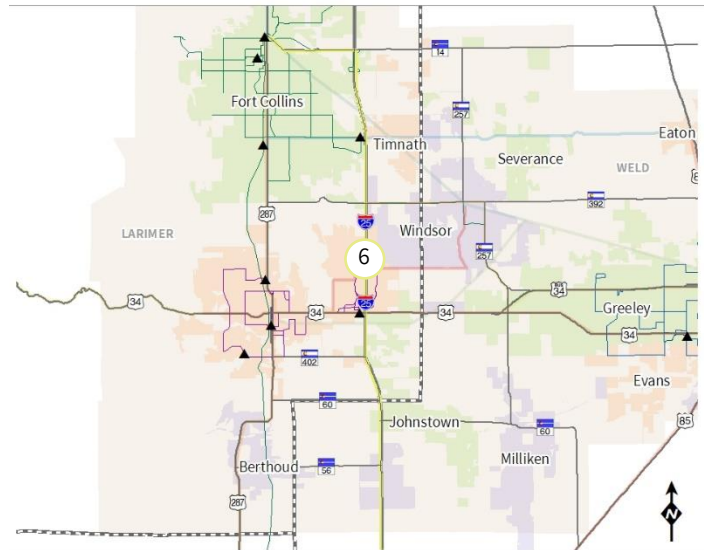 14
Fort Collins
257
Eaton
Timnath
Severance
WELD
287
392
25
LARIMER
Windsor
6
257
34
25
34
34
34
Greeley
34
402
Evans
60
85
Johnstown
60
Milliken
Berthoud
56
287
N